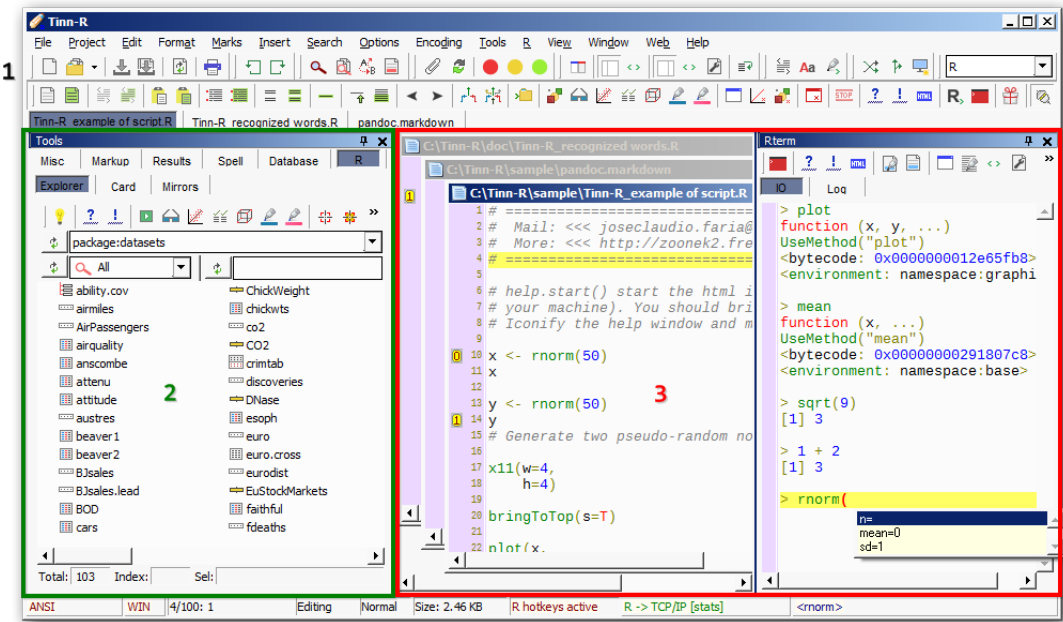 Tinn-R
File Project Edit Format Marks Insert Search Options Encoding Tools R View Window Web Help
1
Aa R
STOP R,
Tinn-R_example of script.R Tinn-R_recognized words.R pandoc.markdown
Tools
Misc Markup Results Spell Database R
Explorer Card Mirrors
package:datasets
All
ability.cov ChickWeight
airmiles chickwts
AirPassengers co2
airquality CO2
anscombe crimtab
attenu discoveries
attitude DNase
austres esoph
beaver1 euro
beaver2 euro.cross
BJsales eurodist
BJsales.lead EuStockMarkets
BOD faithful
cars fdeaths
2
Total: 103 Index: Sel:
C:\Tinn-R\doc\Tinn-R_recognized words.R
C:\Tinn-R\sample\pandoc.markdown
1
C:\Tinn-R\sample\Tinn-R_example of script.R
1 # =============================
2 # Mail: <<< joseclaudio.faria@
3 # More: <<< http://zoonek2.fre
4 # =============================
5
6 # help.start() start the html i
7 # your machine). You should bri
8 # Iconify the help window and m
9
0 10 x <- rnorm(50)
11 x
12
13 y <- rnorm(50)
1 14 y
15 # Generate two pseudo-random no
16
17 x11(w=4,
18 h=4)
19
20 bringToTop(s=T)
21
22 plot(x,
3
Rterm
IO Log
> plot
function (x, y, ...)
UseMethod("plot")
<bytecode: 0x0000000012e65fb8>
<environment: namespace:graphi
> mean
function (x, ...)
UseMethod("mean")
<bytecode: 0x00000000291807c8>
<environment: namespace:base>
> sqrt(9)
[1] 3
> 1 + 2
[1] 3
> rnorm(
n=
mean=0
sd=1
ANSI WIN 4/100: 1 Editing Normal Size: 2.46 KB R hotkeys active R -> TCP/IP [stats] <rnorm>